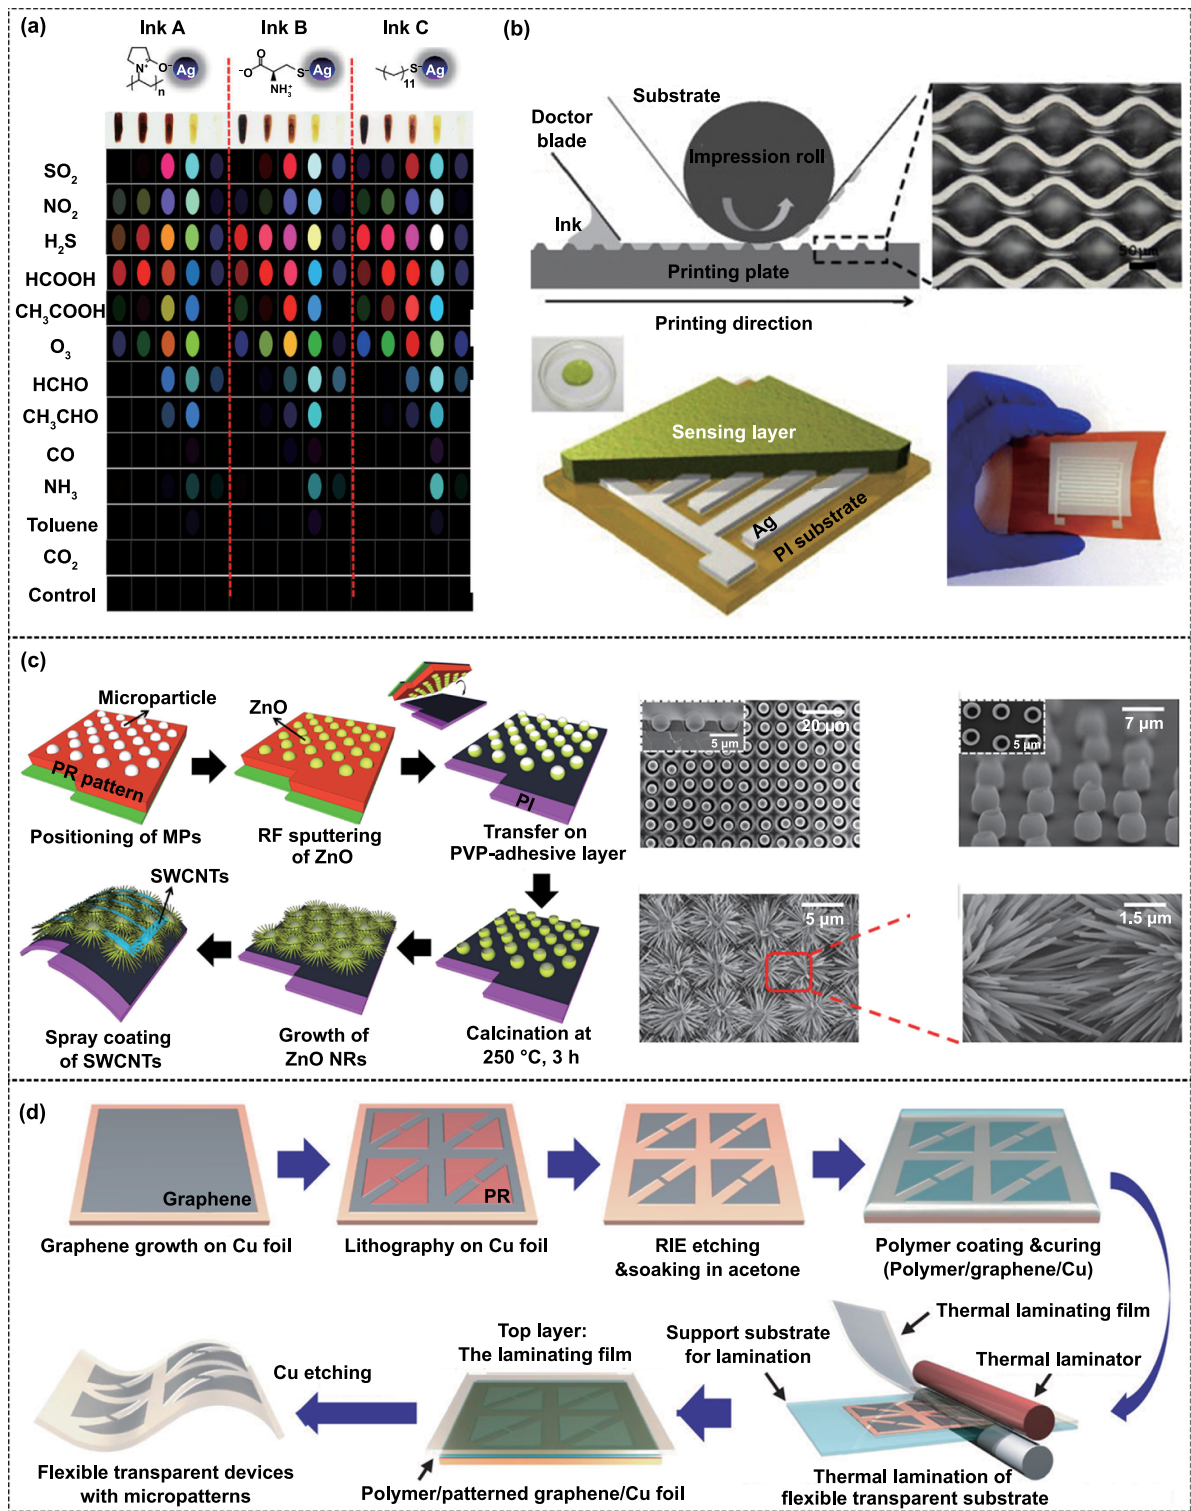 (a)
Ink A
Ink B
Ink C
O⁻
Ag
N⁺
n
O
⁻O
S⁻
Ag
NH₃⁺
S⁻
Ag
11
SO₂
NO₂
H₂S
HCOOH
CH₃COOH
O₃
HCHO
CH₃CHO
CO
NH₃
Toluene
CO₂
Control
(b)
Substrate
Doctor
blade
Impression roll
Ink
Printing plate
Printing direction
50μm
Sensing layer
Ag
PI substrate
(c)
Microparticle
PR pattern
Positioning of MPs
ZnO
RF sputtering
of ZnO
PI
Transfer on
PVP-adhesive layer
SWCNTs
Spray coating
of SWCNTs
Growth of
ZnO NRs
Calcination at
250 °C, 3 h
20 μm
5 μm
7 μm
5 μm
5 μm
1.5 μm
(d)
Graphene
Graphene growth on Cu foil
PR
Lithography on Cu foil
RIE etching
&soaking in acetone
Polymer coating &curing
(Polymer/graphene/Cu)
Thermal laminating film
Thermal laminator
Support substrate
for lamination
Thermal lamination of
flexible transparent substrate
Top layer:
The laminating film
Polymer/patterned graphene/Cu foil
Cu etching
Flexible transparent devices
with micropatterns